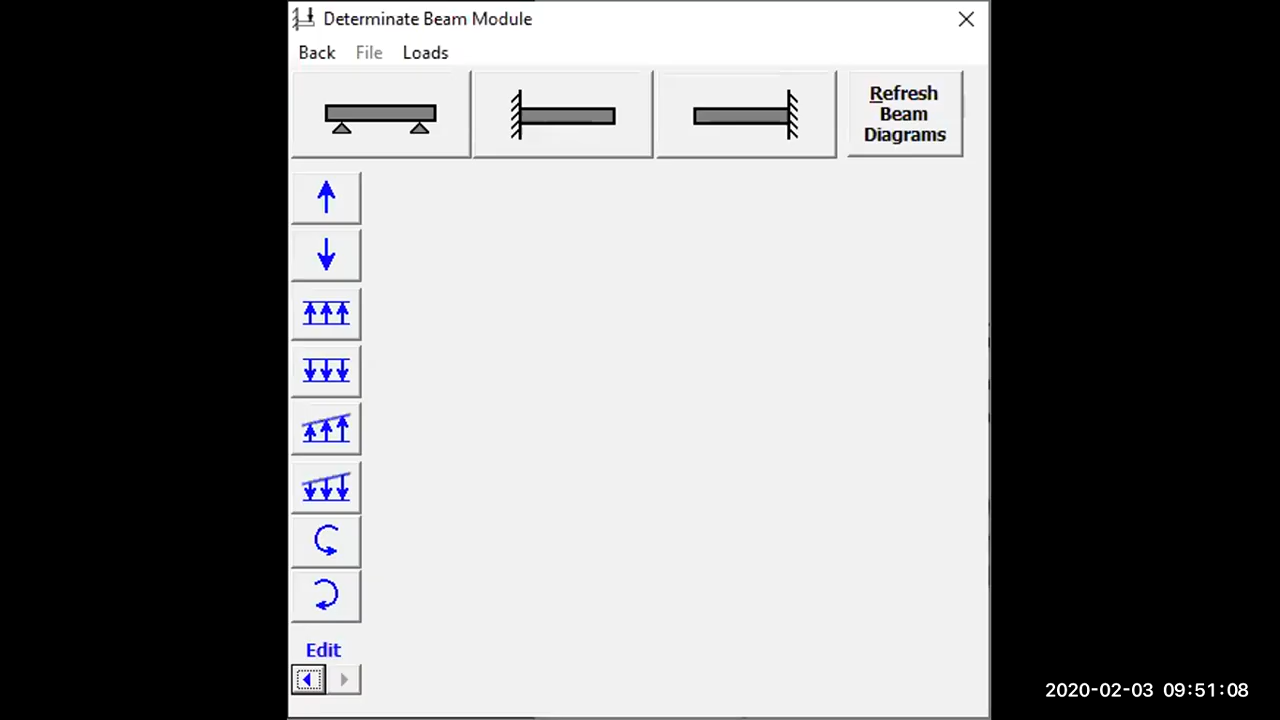 Determinate Beam Module
Back File Loads
Refresh
Beam
Diagrams
Edit
2020-02-03 09:51:08